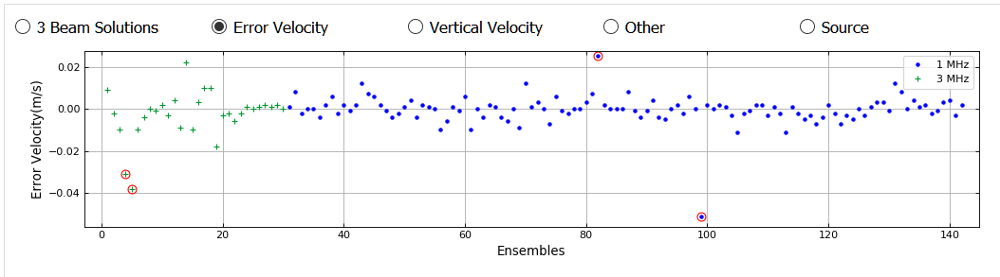 3 Beam Solutions Error Velocity Vertical Velocity Other Source
Error Velocity(m/s)
0.02
0.00
−0.02
−0.04
1 MHz
3 MHz
0 20 40 60 80 100 120 140
Ensembles